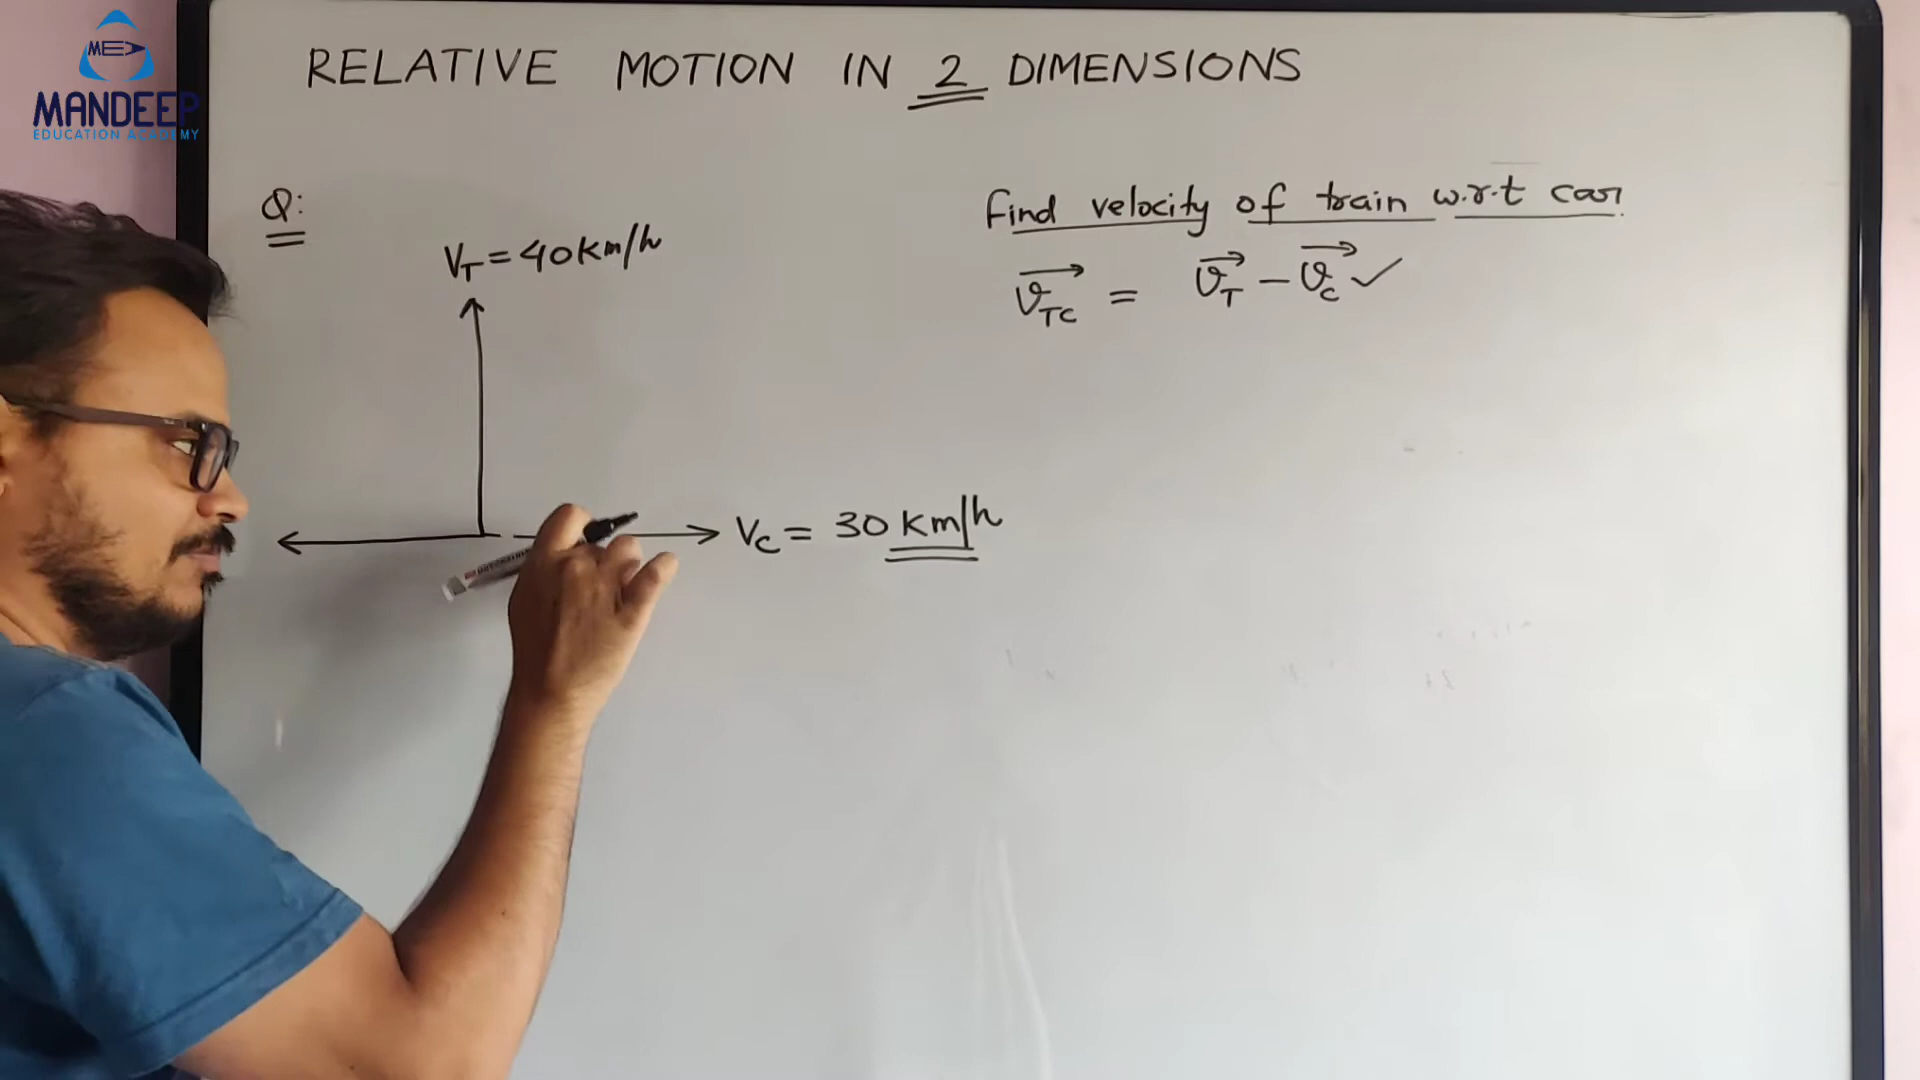 MEA
MANDEEP
EDUCATION ACADEMY
RELATIVE MOTION IN 2 DIMENSIONS
Q:
V_T = 40 km/h
V_C = 30 km/h
Find velocity of train w.r.t car.
v_TC = v_T - v_C ✓